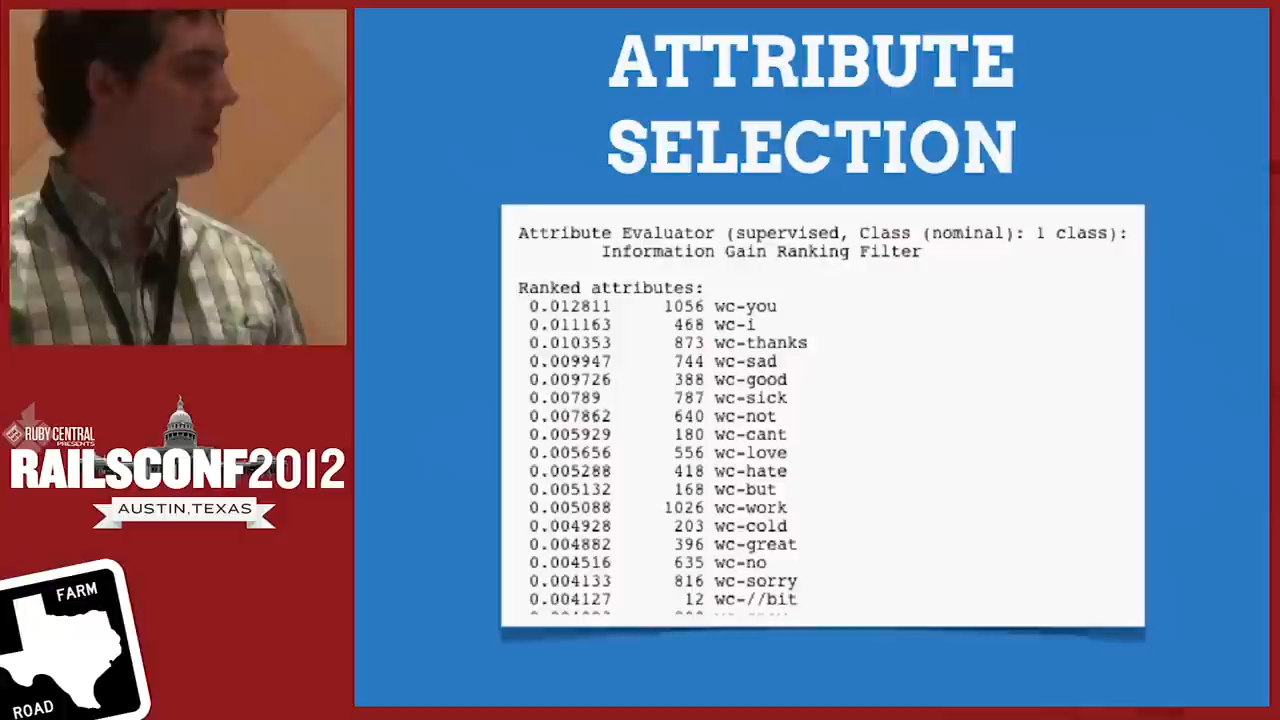 ATTRIBUTE
SELECTION
Attribute Evaluator (supervised, Class (nominal): 1 class):
Information Gain Ranking Filter
Ranked attributes:
0.012811 1056 wc-you
0.011163 468 wc-i
0.010353 873 wc-thanks
0.009947 744 wc-sad
0.009726 388 wc-good
0.00789 787 wc-sick
0.007862 640 wc-not
0.005929 180 wc-cant
0.005656 556 wc-love
0.005288 418 wc-hate
0.005132 168 wc-but
0.005088 1026 wc-work
0.004928 203 wc-cold
0.004882 396 wc-great
0.004516 635 wc-no
0.004133 816 wc-sorry
0.004127 12 wc-//bit
RUBY CENTRAL
PRESENTS
RAILSCONF2012
AUSTIN, TEXAS
FARM
ROAD